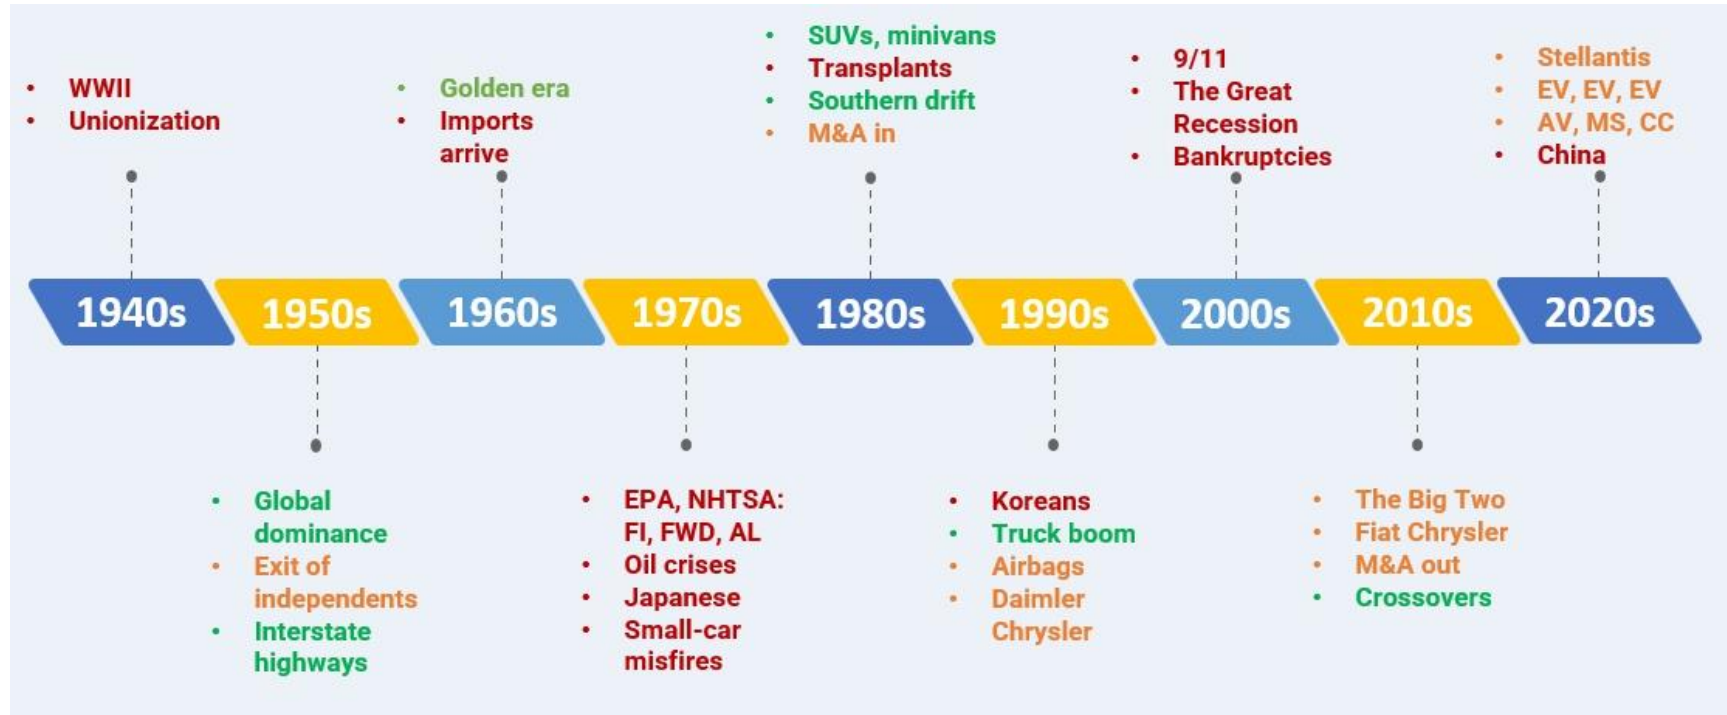 • WWII
• Unionization
• Golden era
• Imports
arrive
• SUVs, minivans
• Transplants
• Southern drift
• M&A in
• 9/11
• The Great
Recession
• Bankruptcies
• Stellantis
• EV, EV, EV
• AV, MS, CC
• China
1940s
1950s
1960s
1970s
1980s
1990s
2000s
2010s
2020s
• Global
dominance
• Exit of
independents
• Interstate
highways
• EPA, NHTSA:
FI, FWD, AL
• Oil crises
• Japanese
• Small-car
misfires
• Koreans
• Truck boom
• Airbags
• Daimler
Chrysler
• The Big Two
• Fiat Chrysler
• M&A out
• Crossovers